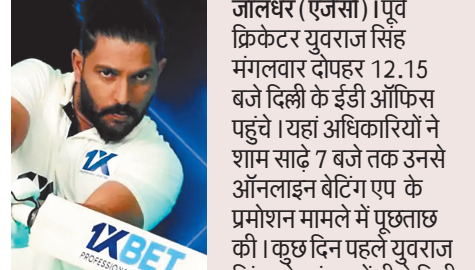 1X
1XBET
PROFESSIONAL
जालंधर (एजेंसी)। पूर्व
क्रिकेटर युवराज सिंह
मंगलवार दोपहर 12.15
बजे दिल्ली के ईडी ऑफिस
पहुंचे। यहां अधिकारियों ने
शाम साढ़े 7 बजे तक उनसे
ऑनलाइन बेटिंग एप के
प्रमोशन मामले में पूछताछ
की। कुछ दिन पहले युवराज